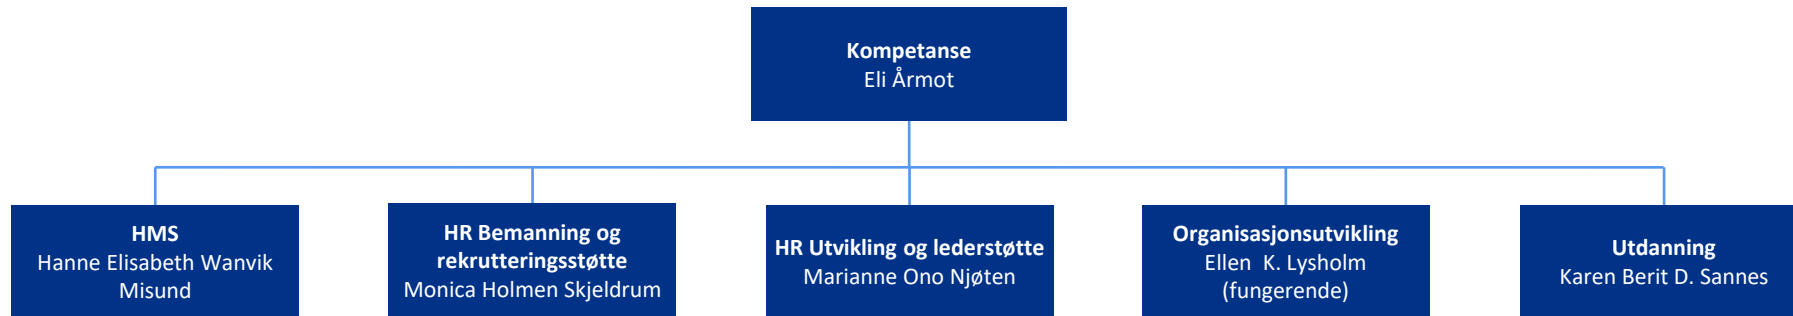 Kompetanse
Eli Årmot
HMS
Hanne Elisabeth Wanvik
Misund
HR Bemanning og
rekrutteringsstøtte
Monica Holmen Skjeldrum
HR Utvikling og lederstøtte
Marianne Ono Njøten
Organisasjonsutvikling
Ellen  K. Lysholm
(fungerende)
Utdanning
Karen Berit D. Sannes